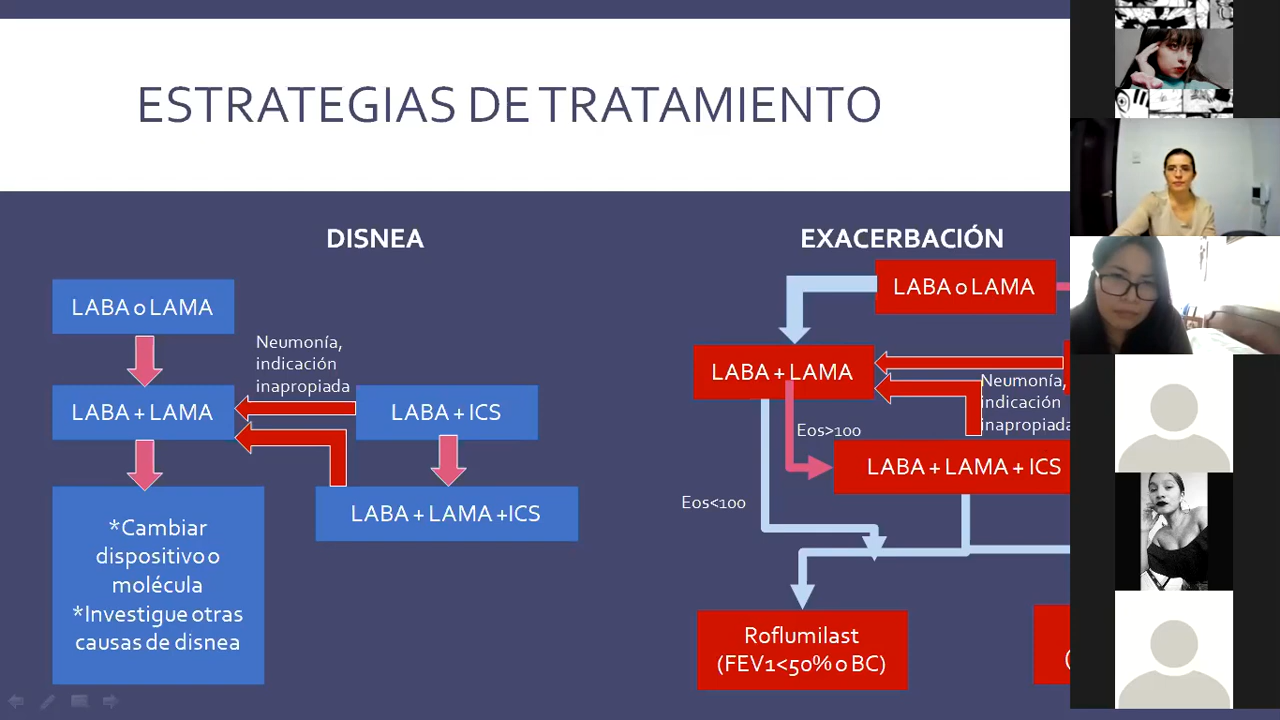 ESTRATEGIAS DE TRATAMIENTO
DISNEA
LABA o LAMA
Neumonía,
indicación
inapropiada
LABA + LAMA
LABA + ICS
LABA + LAMA +ICS
*Cambiar
dispositivo o
molécula
*Investigue otras
causas de disnea
EXACERBACIÓN
LABA o LAMA
LABA + LAMA
Neumonía,
indicación
inapropiada
Eos>100
LABA + LAMA + ICS
Eos<100
Roflumilast
(FEV1<50% o BC)
(